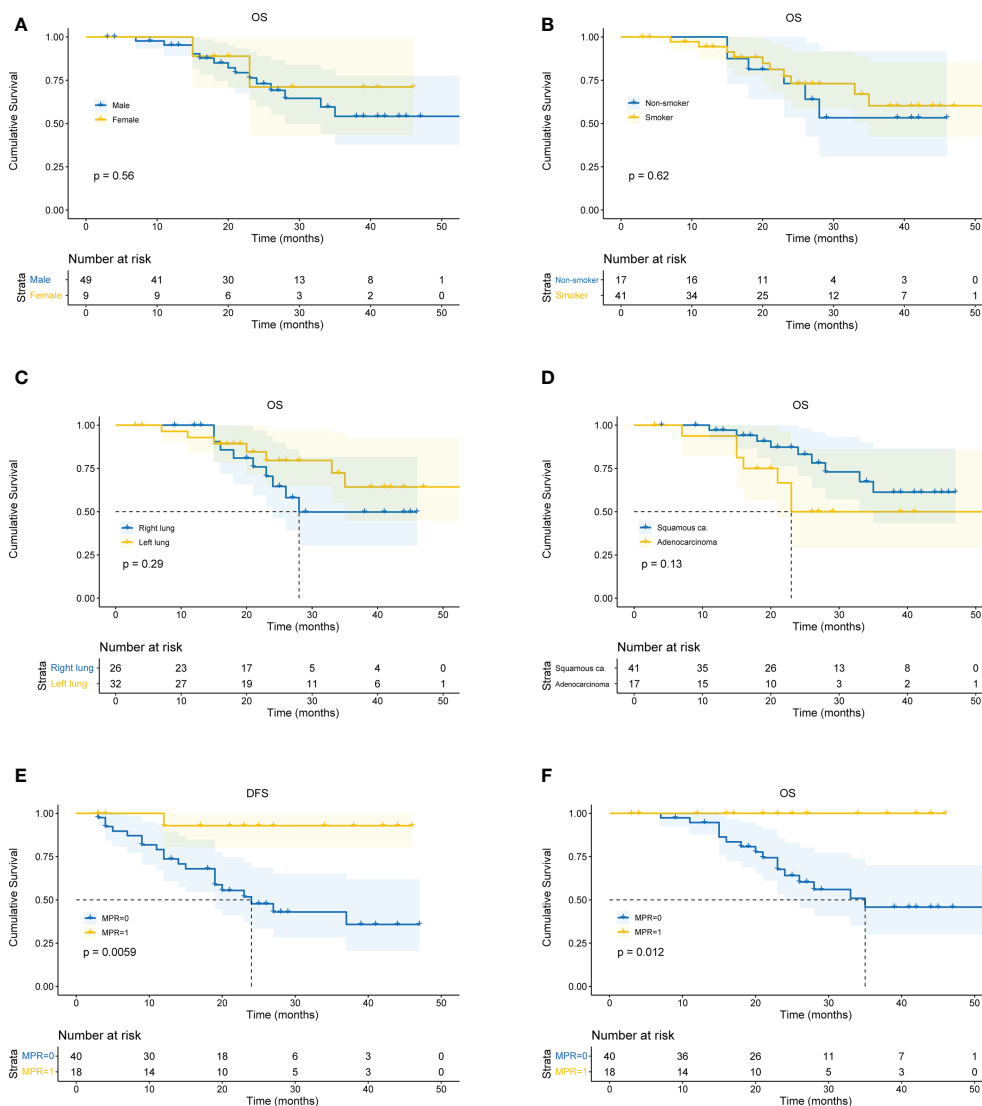 A
OS
Cumulative Survival
1.00
0.75
0.50
0.25
0.00
Male
Female
p = 0.56
0 10 20 30 40 50
Time (months)
Number at risk
Strata
Male 49 41 30 13 8 1
Female 9 9 6 3 2 0
0 10 20 30 40 50
Time (months)
B
OS
Cumulative Survival
1.00
0.75
0.50
0.25
0.00
Non-smoker
Smoker
p = 0.62
0 10 20 30 40 50
Time (months)
Number at risk
Strata
Non-smoker 17 16 11 4 3 0
Smoker 41 34 25 12 7 1
0 10 20 30 40 50
Time (months)
C
OS
Cumulative Survival
1.00
0.75
0.50
0.25
0.00
Right lung
Left lung
p = 0.29
0 10 20 30 40 50
Time (months)
Number at risk
Strata
Right lung 26 23 17 5 4 0
Left lung 32 27 19 11 6 1
0 10 20 30 40 50
Time (months)
D
OS
Cumulative Survival
1.00
0.75
0.50
0.25
0.00
Squamous ca.
Adenocarcinoma
p = 0.13
0 10 20 30 40 50
Time (months)
Number at risk
Strata
Squamous ca. 41 35 26 13 8 0
Adenocarcinoma 17 15 10 3 2 1
0 10 20 30 40 50
Time (months)
E
DFS
Cumulative Survival
1.00
0.75
0.50
0.25
0.00
MPR=0
MPR=1
p = 0.0059
0 10 20 30 40 50
Time (months)
Number at risk
Strata
MPR=0 40 30 18 6 3 0
MPR=1 18 14 10 5 3 0
0 10 20 30 40 50
Time (months)
F
OS
Cumulative Survival
1.00
0.75
0.50
0.25
0.00
MPR=0
MPR=1
p = 0.012
0 10 20 30 40 50
Time (months)
Number at risk
Strata
MPR=0 40 36 26 11 7 1
MPR=1 18 14 10 5 3 0
0 10 20 30 40 50
Time (months)